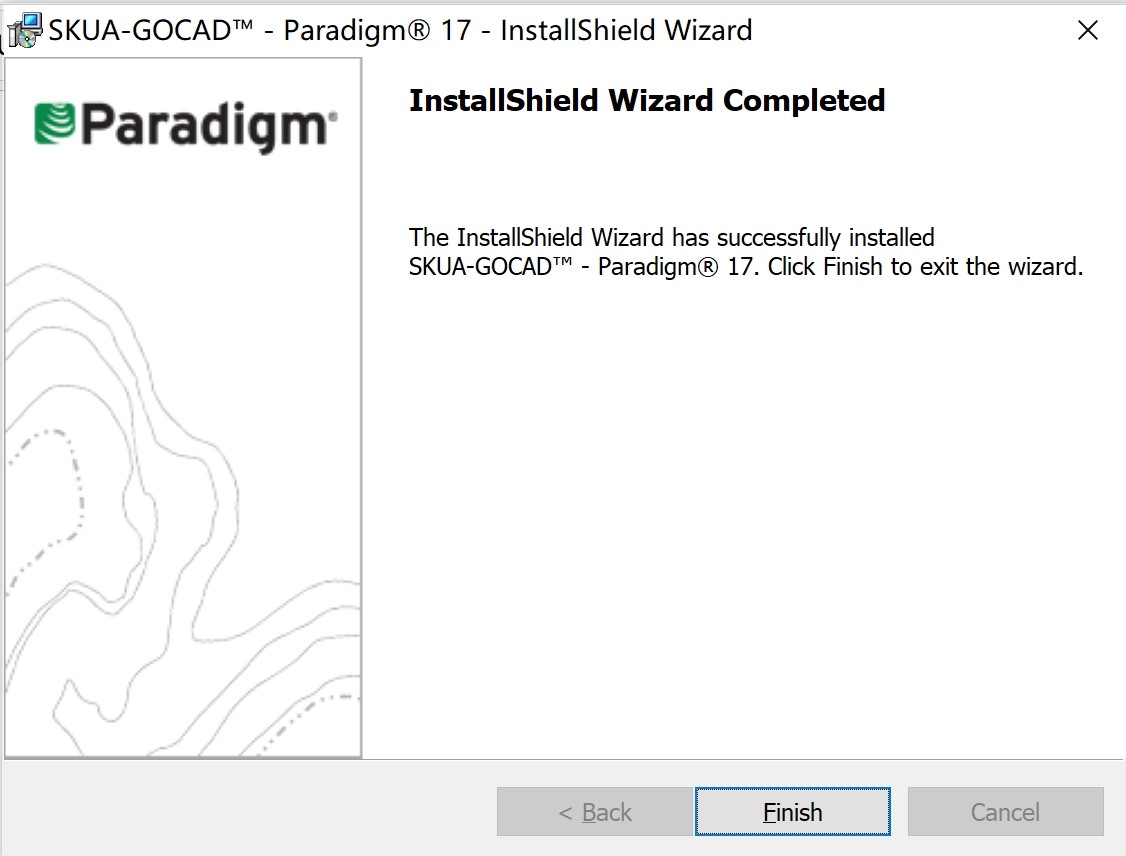 SKUA-GOCAD™ - Paradigm® 17 - InstallShield Wizard
Paradigm®
InstallShield Wizard Completed
The InstallShield Wizard has successfully installed
SKUA-GOCAD™ - Paradigm® 17. Click Finish to exit the wizard.
< Back
Finish
Cancel